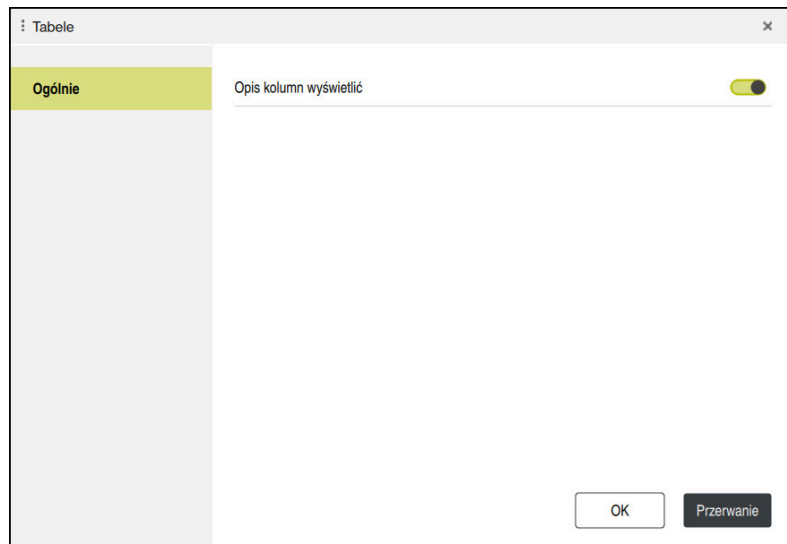 Tabele
Ogólnie
Opis kolumn wyświetlić
OK
Przerwanie